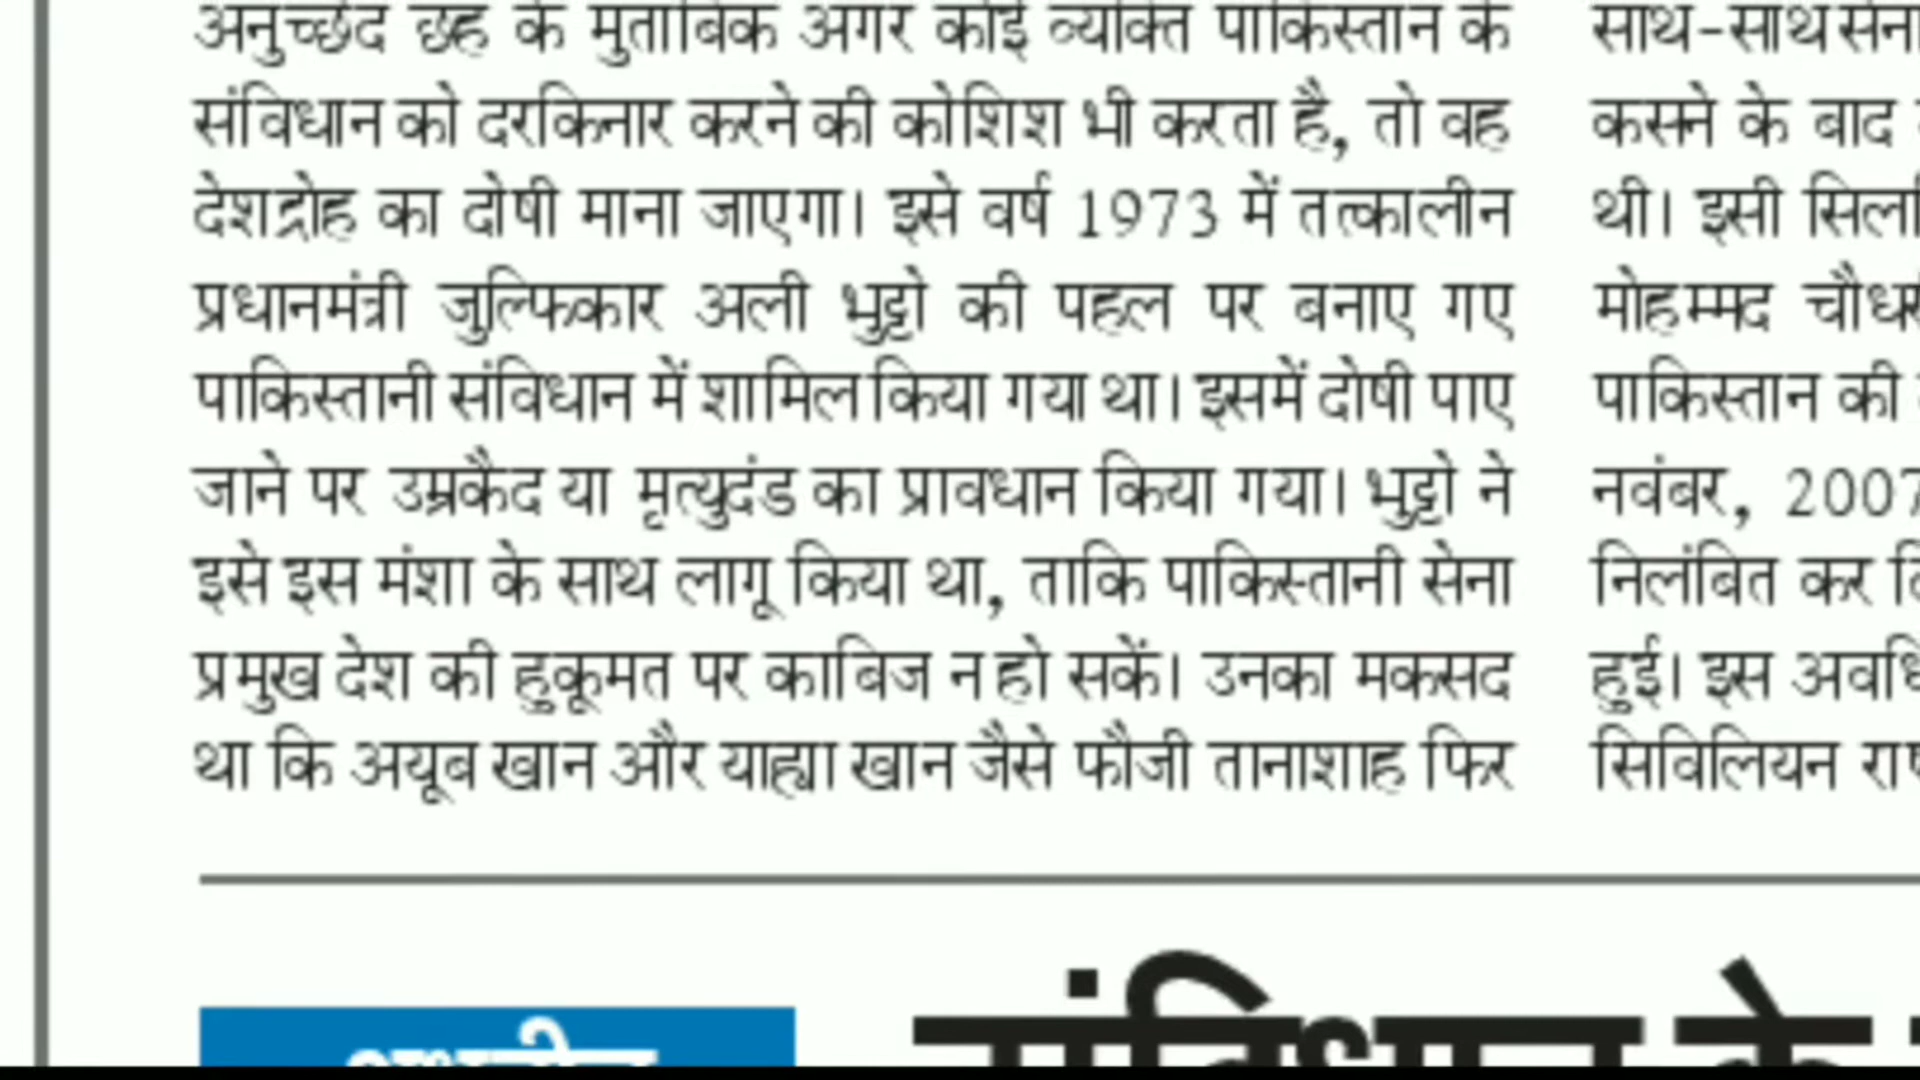 अनुच्छेद छह के मुताबिक अगर कोई व्यक्ति पाकिस्तान के
संविधान को दरकिनार करने की कोशिश भी करता है, तो वह
देशद्रोह का दोषी माना जाएगा। इसे वर्ष 1973 में तत्कालीन
प्रधानमंत्री जुल्फिकार अली भुट्टो की पहल पर बनाए गए
पाकिस्तानी संविधान में शामिल किया गया था। इसमें दोषी पाए
जाने पर उम्रकैद या मृत्युदंड का प्रावधान किया गया। भुट्टो ने
इसे इस मंशा के साथ लागू किया था, ताकि पाकिस्तानी सेना
प्रमुख देश की हुकूमत पर काबिज न हो सकें। उनका मकसद
था कि अयूब खान और याह्या खान जैसे फौजी तानाशाह फिर
साथ-साथ सेना
कसने के बाद
थी। इसी
मोहम्मद
पाकिस्तान की
नवंबर, 2007
निलंबित कर
हुई। इस
सिविलियन
संविधान के